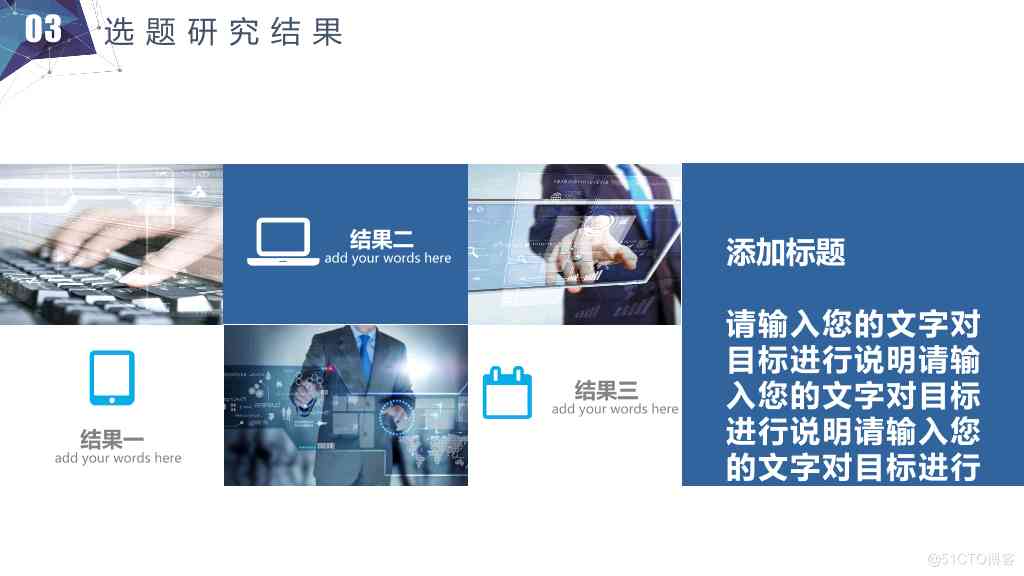 03
选题研究结果
结果二
add your words here
结果一
add your words here
结果三
add your words here
添加标题
请输入您的文字对
目标进行说明请输
入您的文字对目标
进行说明请输入您
的文字对目标进行
@51CTO博客